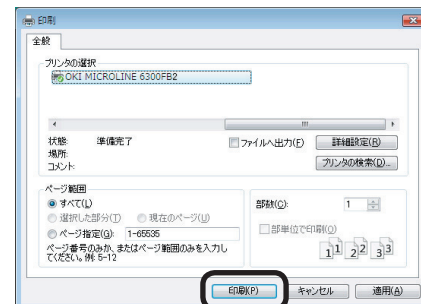 印刷
全般
プリンタの選択
OKI MICROLINE 6300FB2
状態: 準備完了
場所:
コメント:
ファイルへ出力(F)
詳細設定(R)
プリンタの検索(D)...
ページ範囲
すべて(L)
選択した部分(T) 現在のページ(U)
ページ指定(G): 1-65535
ページ番号のみか、またはページ範囲のみを入力し
てください。例: 5-12
部数(C): 1
部単位で印刷(O)
11 22 33
印刷(P) キャンセル 適用(A)